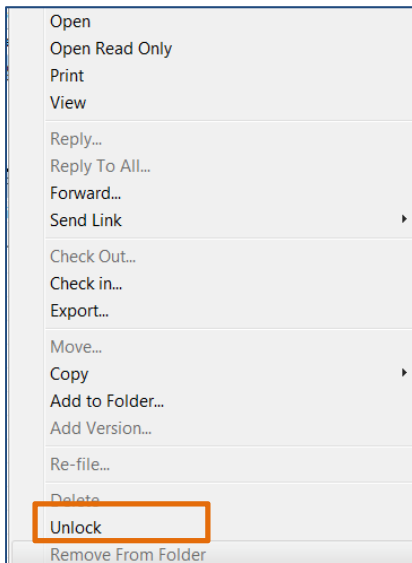 Open
Open Read Only
Print
View
Reply...
Reply To All...
Forward...
Send Link
Check Out...
Check in...
Export...
Move...
Copy
Add to Folder...
Add Version...
Re-file...
Delete
Unlock
Remove From Folder